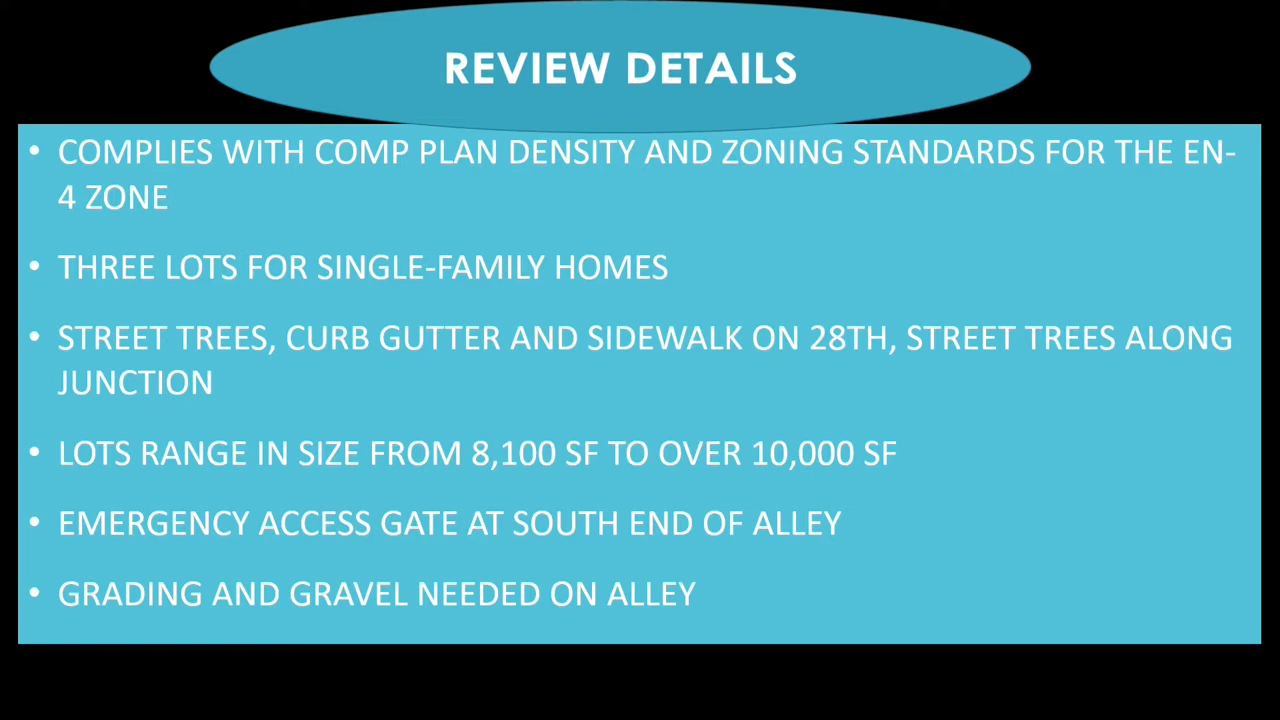 REVIEW DETAILS
• COMPLIES WITH COMP PLAN DENSITY AND ZONING STANDARDS FOR THE EN-
4 ZONE
• THREE LOTS FOR SINGLE-FAMILY HOMES
• STREET TREES, CURB GUTTER AND SIDEWALK ON 28TH, STREET TREES ALONG
JUNCTION
• LOTS RANGE IN SIZE FROM 8,100 SF TO OVER 10,000 SF
• EMERGENCY ACCESS GATE AT SOUTH END OF ALLEY
• GRADING AND GRAVEL NEEDED ON ALLEY